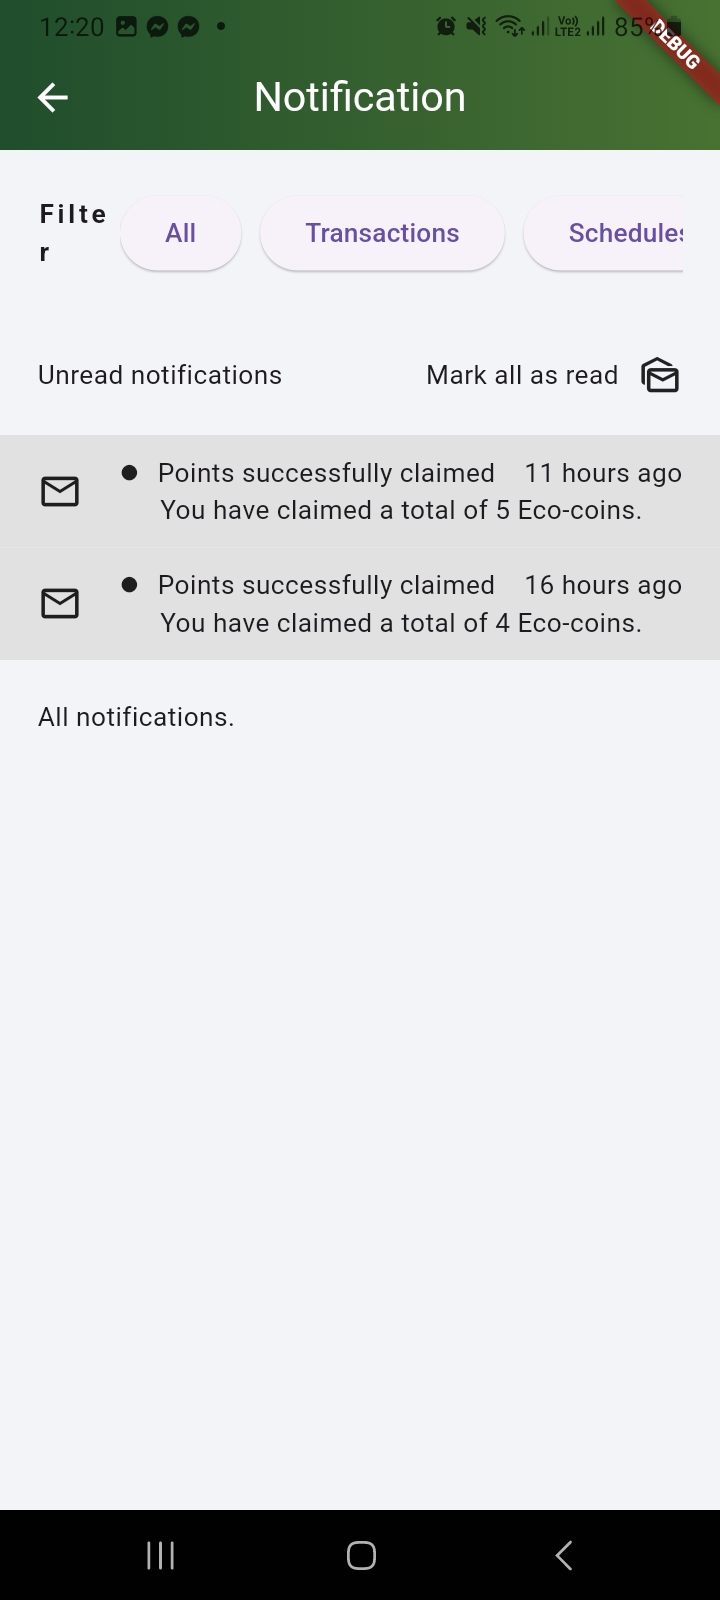 12:20
Vo)) LTE2 85%
DEBUG
Notification
Filte
r
All
Transactions
Schedules
Unread notifications
Mark all as read
Points successfully claimed 11 hours ago
You have claimed a total of 5 Eco-coins.
Points successfully claimed 16 hours ago
You have claimed a total of 4 Eco-coins.
All notifications.